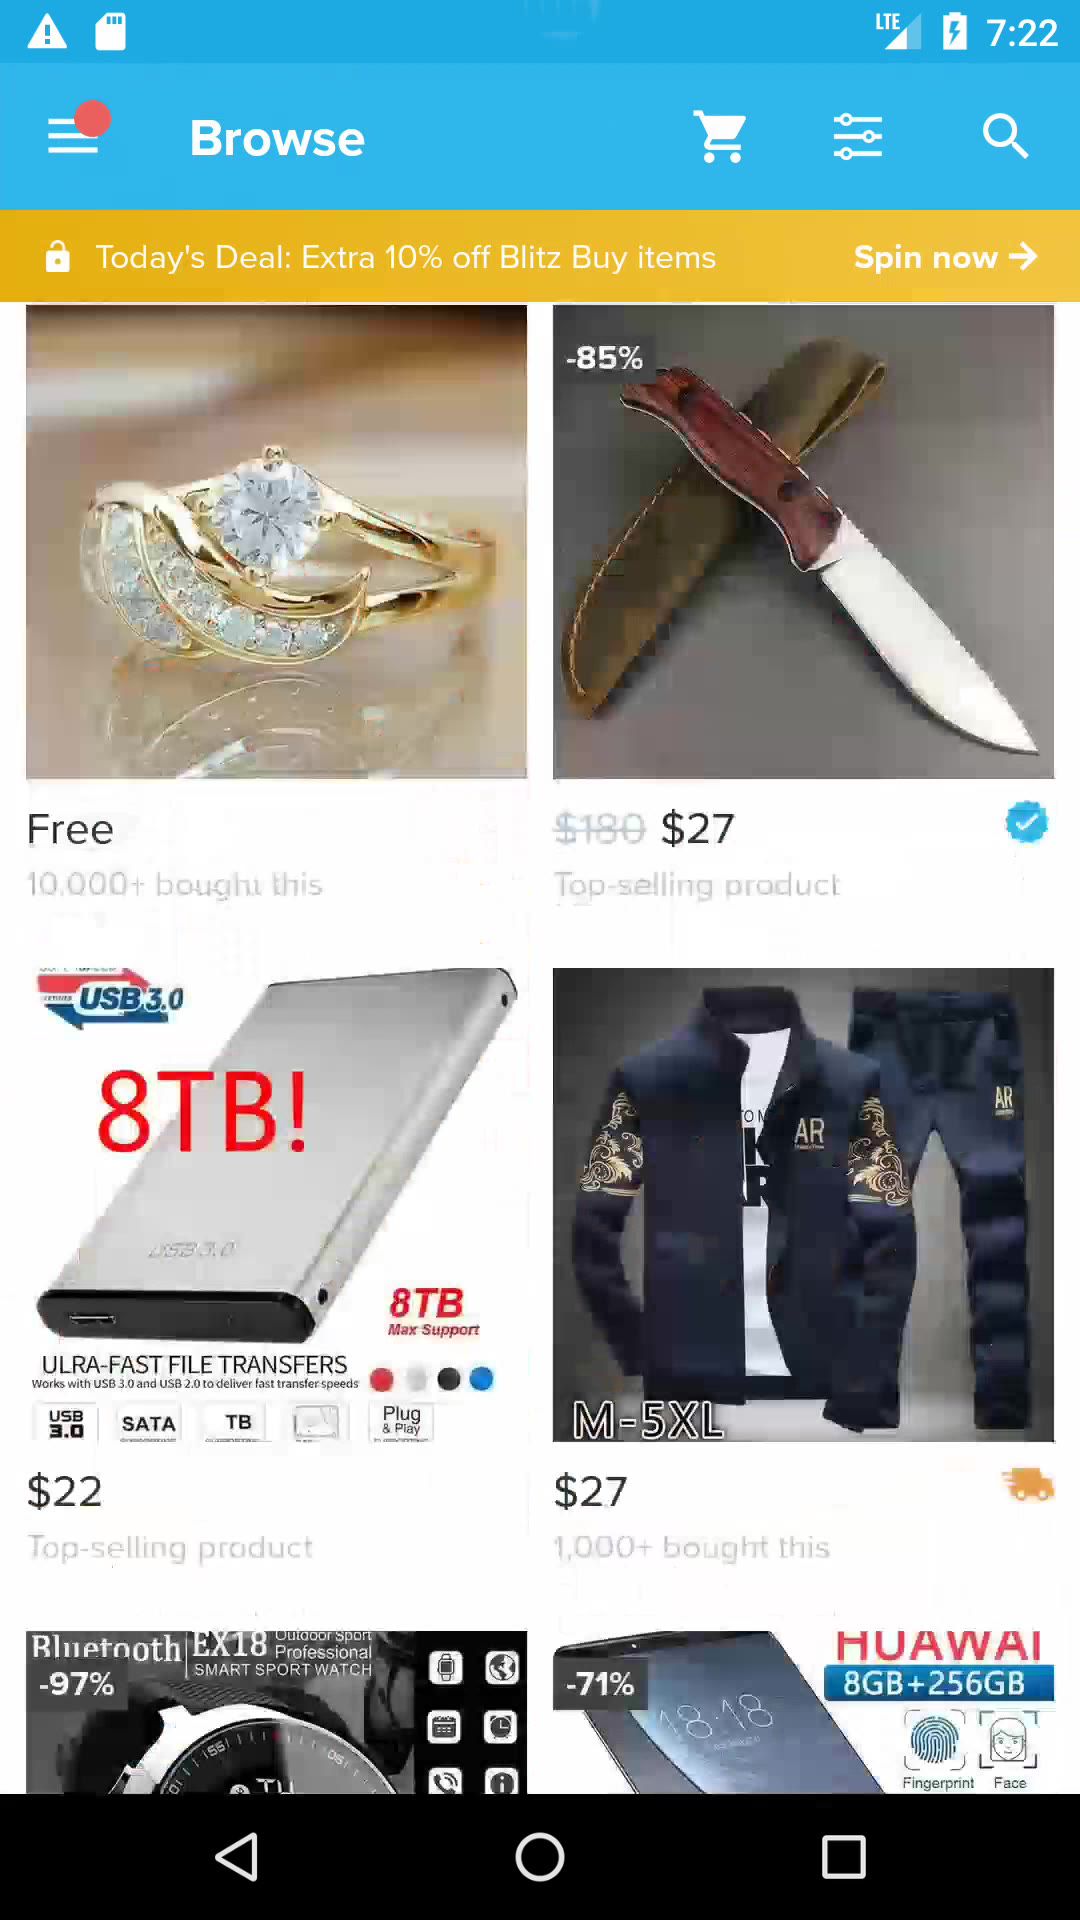 LTE 7:22
Browse
Today's Deal: Extra 10% off Blitz Buy items
Spin now
-85%
Free
$180 $27
10,000+ bought this
Top-selling product
USB 3.0
8TB!
USB 3.0
8TB
Max Support
ULRA-FAST FILE TRANSFERS
Works with USB 3.0 and USB 2.0 to deliver fast transfer speeds
USB 3.0
SATA
TB
Plug & Play
AR
AR
M-5XL
$22
$27
Top-selling product
1,000+ bought this
Bluetooth
EX18
Outdoor Sport
Professional
SMART SPORT WATCH
-97%
HUAWAI
8GB+256GB
-71%
18:18
Fingerprint
Face